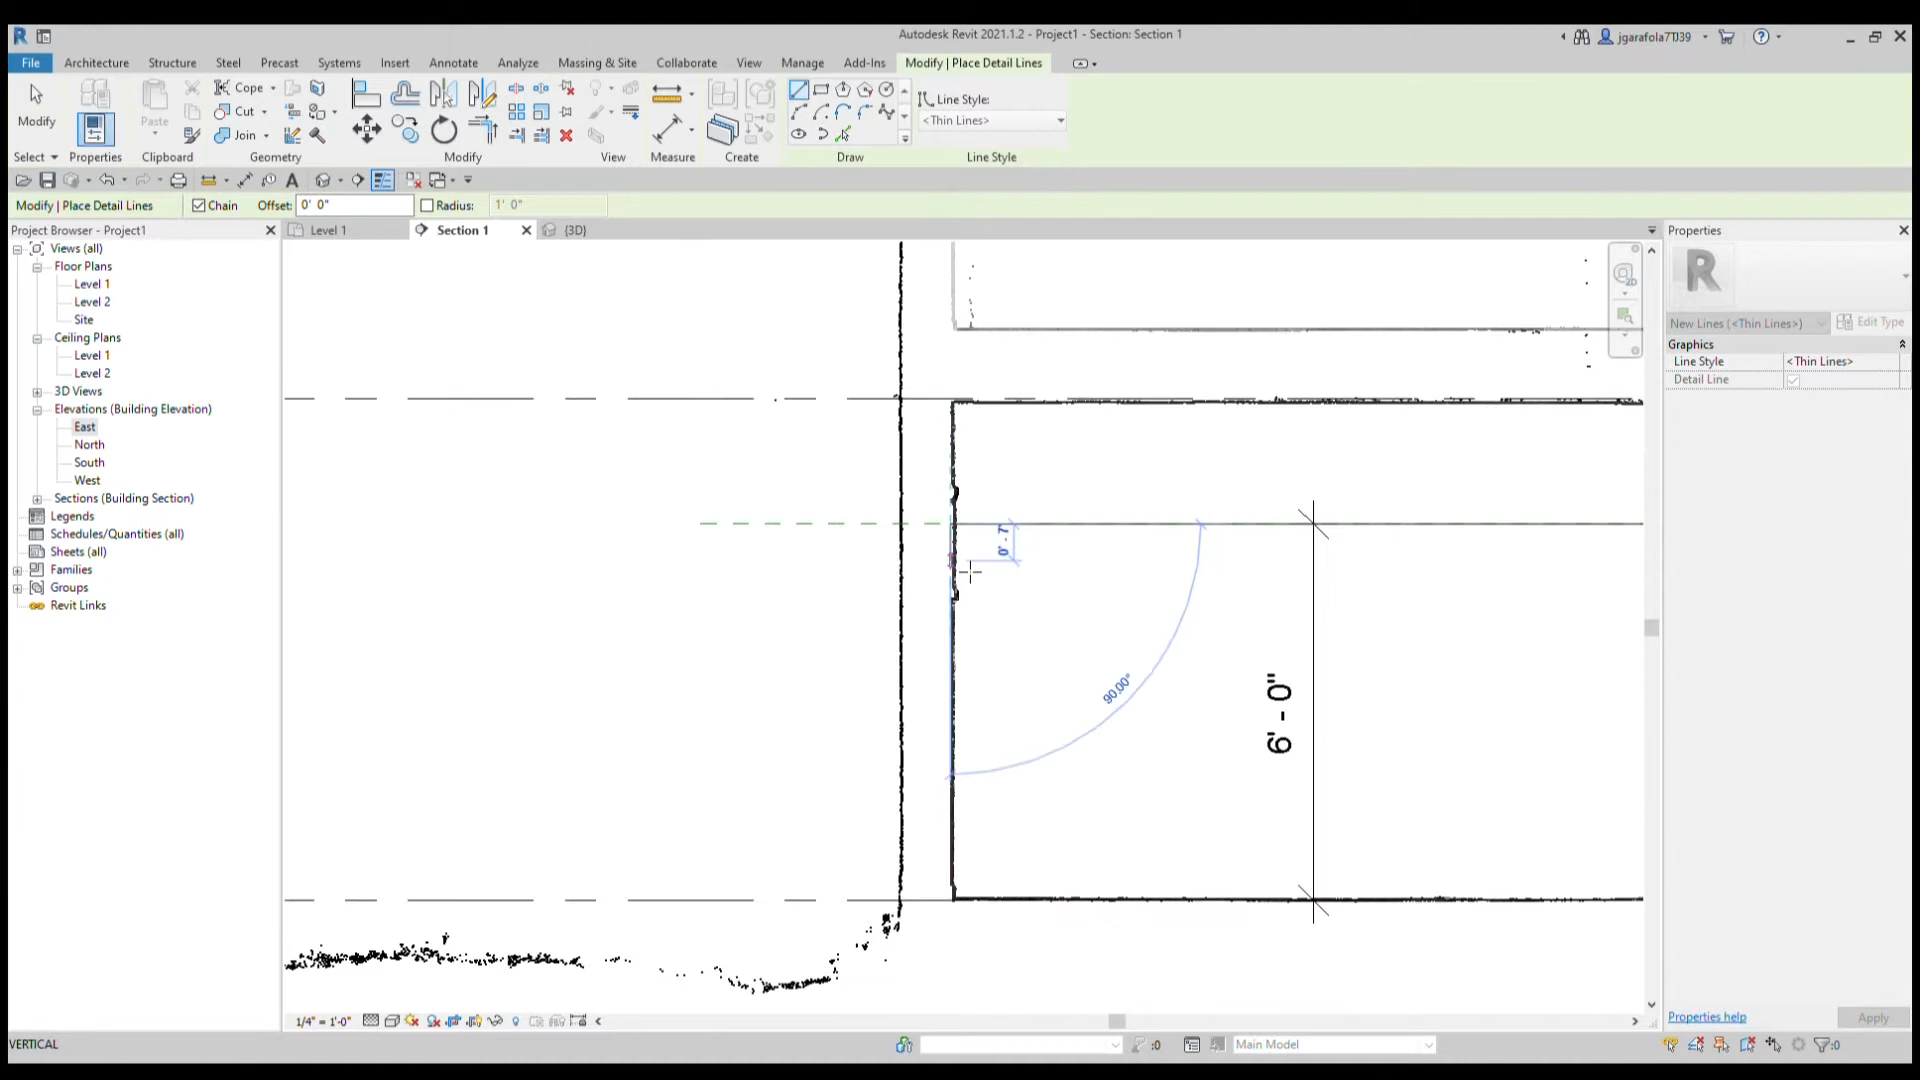 Autodesk Revit 2021.1.2 - Project1 - Section: Section 1
jgarafola7TJ39
File Architecture Structure Steel Precast Systems Insert Annotate Analyze Massing & Site Collaborate View Manage Add-Ins Modify | Place Detail Lines
Modify
Paste
Cope
Cut
Join
Line Style:
<Thin Lines>
Select Properties Clipboard Geometry Modify View Measure Create Draw Line Style
Modify | Place Detail Lines Chain Offset: 0' 0" Radius: 1' 0"
Project Browser - Project1
Level 1 Section 1 {3D}
Properties
Views (all)
Floor Plans
Level 1
Level 2
Site
Ceiling Plans
Level 1
Level 2
3D Views
Elevations (Building Elevation)
East
North
South
West
Sections (Building Section)
Legends
Schedules/Quantities (all)
Sheets (all)
Families
Groups
Revit Links
2D
90.00°
6' - 0"
R
New Lines (<Thin Lines>) Edit Type
Graphics
Line Style <Thin Lines>
Detail Line
1/4" = 1'-0"
Properties help Apply
VERTICAL
:0
Main Model
:0